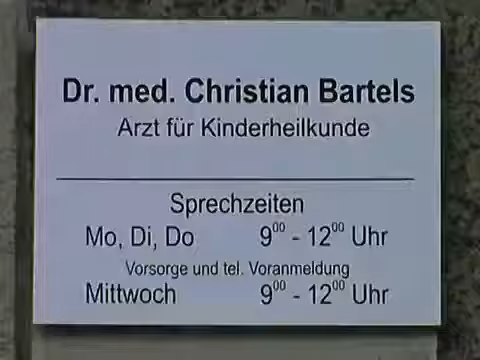 Dr. med. Christian Bartels
Arzt für Kinderheilkunde
Sprechzeiten
Mo, Di, Do 9⁰⁰ - 12⁰⁰ Uhr
Vorsorge und tel. Voranmeldung
Mittwoch 9⁰⁰ - 12⁰⁰ Uhr